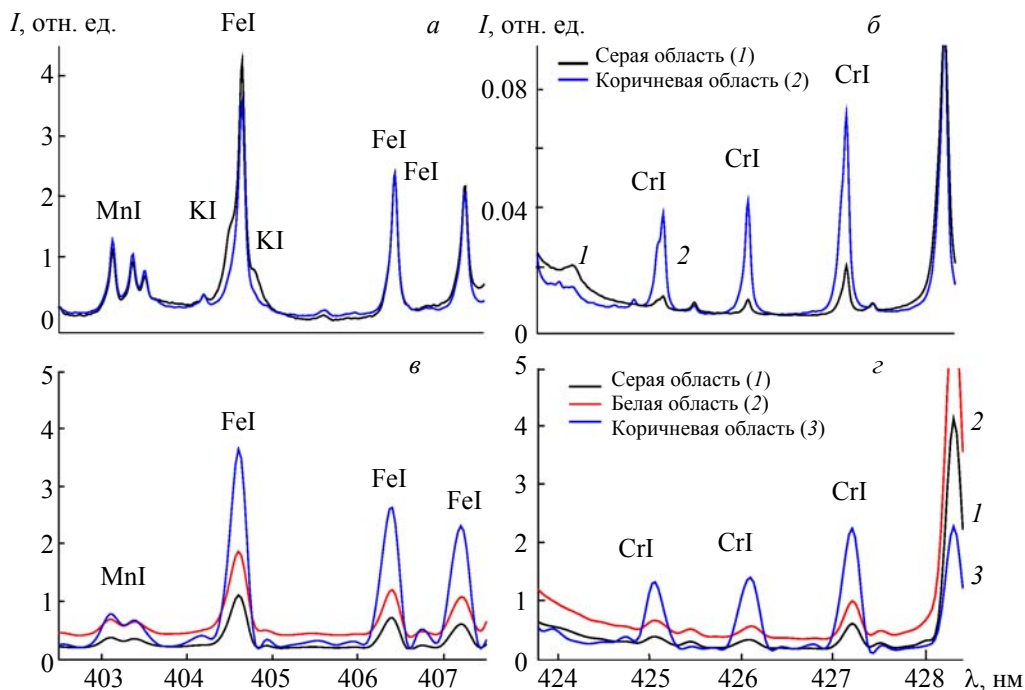 I, отн. ед.
FeI
а
4
3
FeI
FeI
2
MnI
KI
KI
1
0
I, отн. ед.
б
Серая область (1)
Коричневая область (2)
CrI
0.08
CrI
CrI
0.04
1
2
0
5
в
FeI
4
FeI
FeI
3
2
MnI
1
0
403
404
405
406
407
5
г
Серая область (1)
Белая область (2)
Коричневая область (3)
2
4
CrI
3
1
CrI
CrI
2
3
1
0
424
425
426
427
428
λ, нм